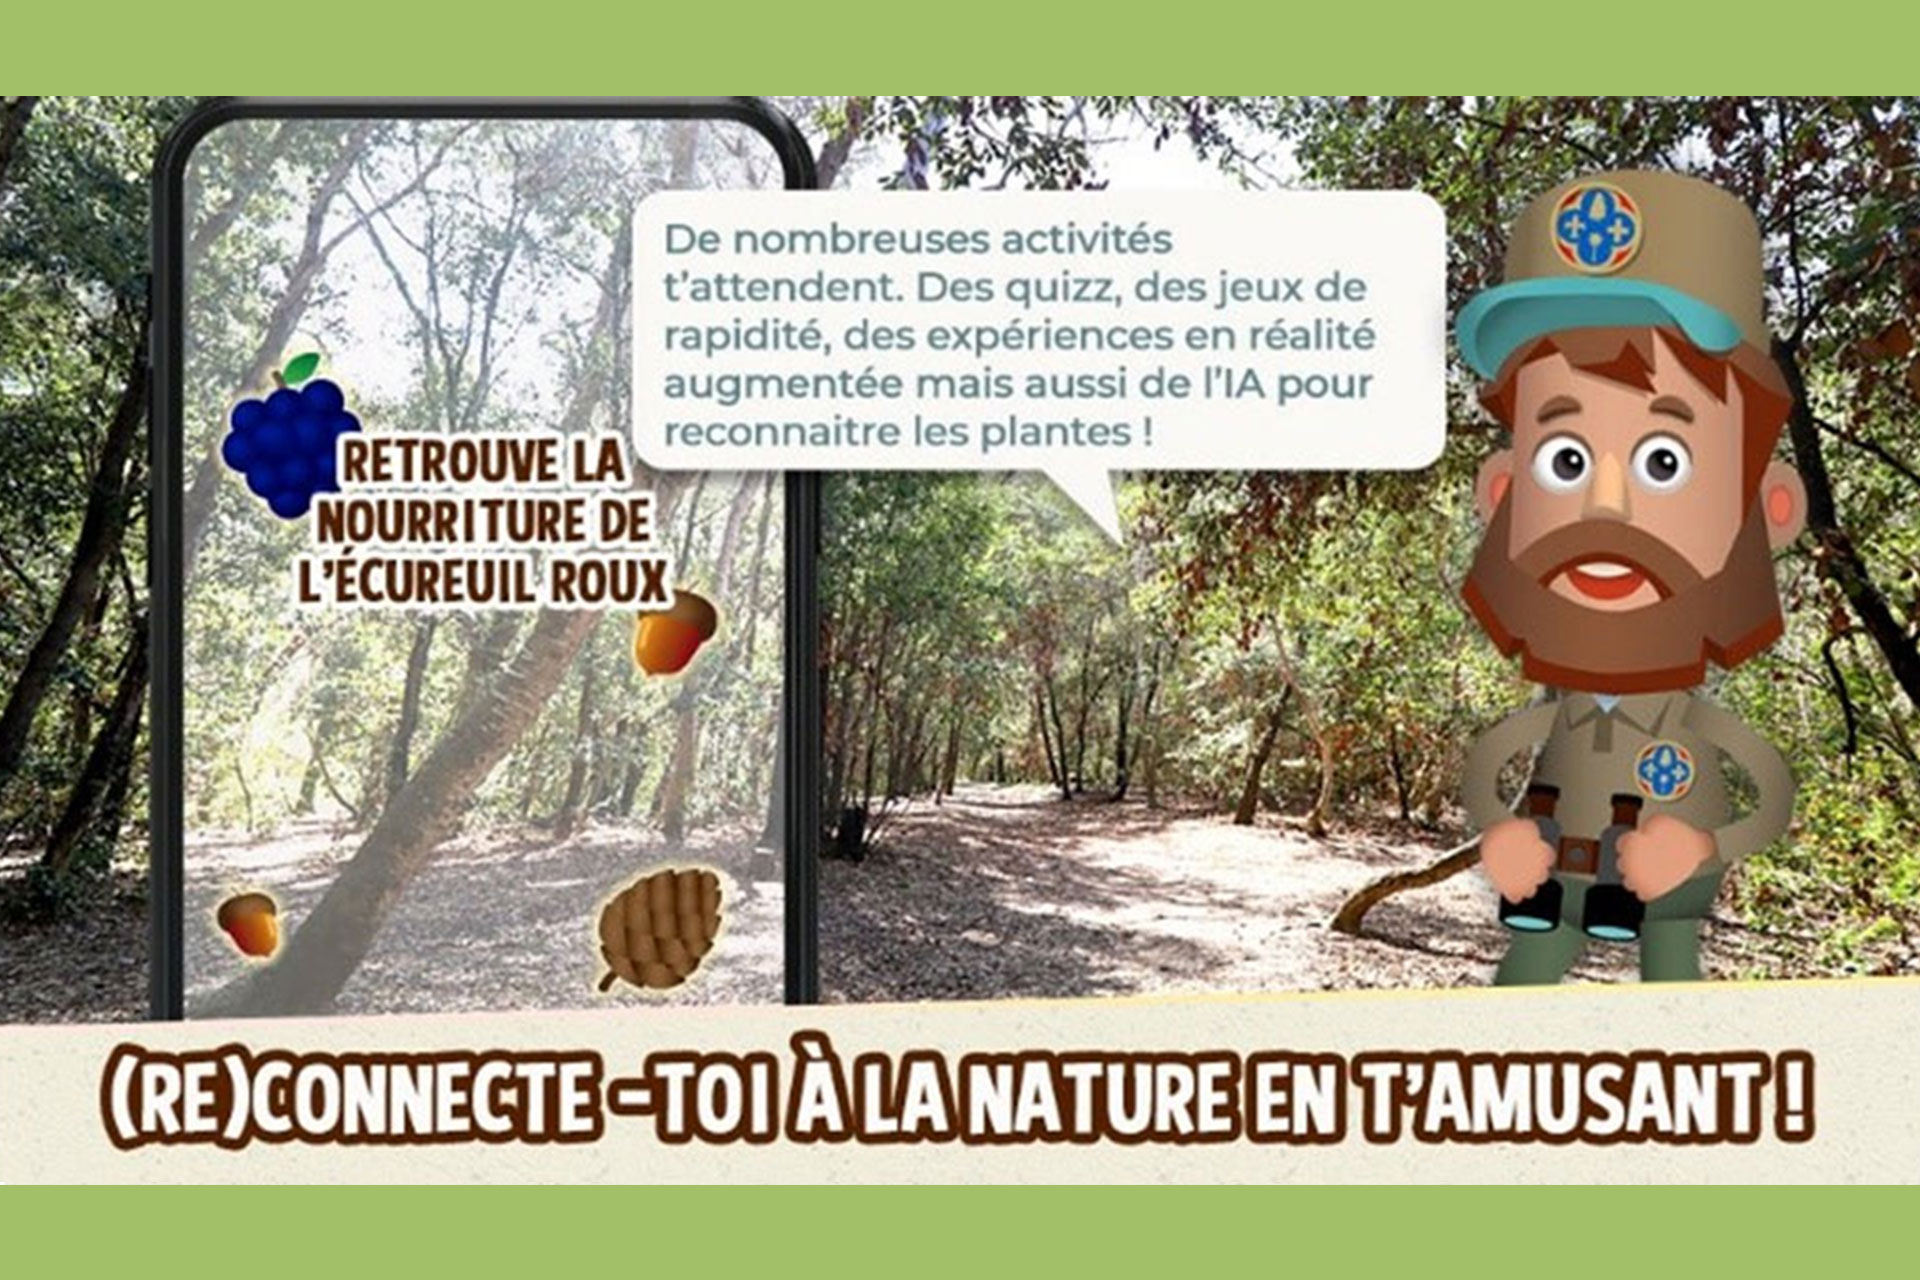 De nombreuses activités
t'attendent. Des quizz, des jeux de
rapidité, des expériences en réalité
augmentée mais aussi de l'IA pour
reconnaitre les plantes !
RETROUVE LA
NOURRITURE DE
L'ÉCUREUIL ROUX
(RE)CONNECTE -TOI À LA NATURE EN T'AMUSANT !